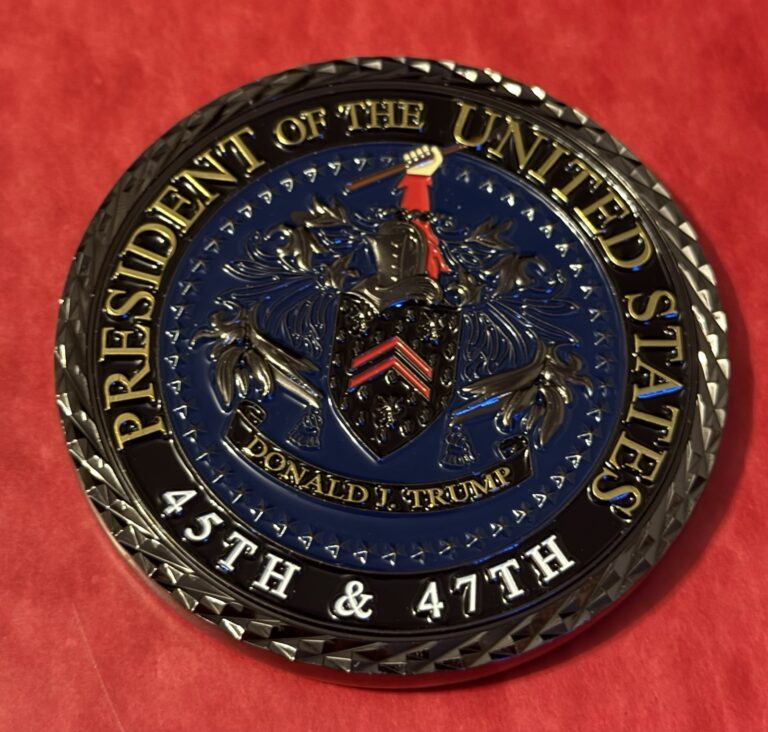 PRESIDENT OF THE UNITED STATES
DONALD J. TRUMP
45TH & 47TH